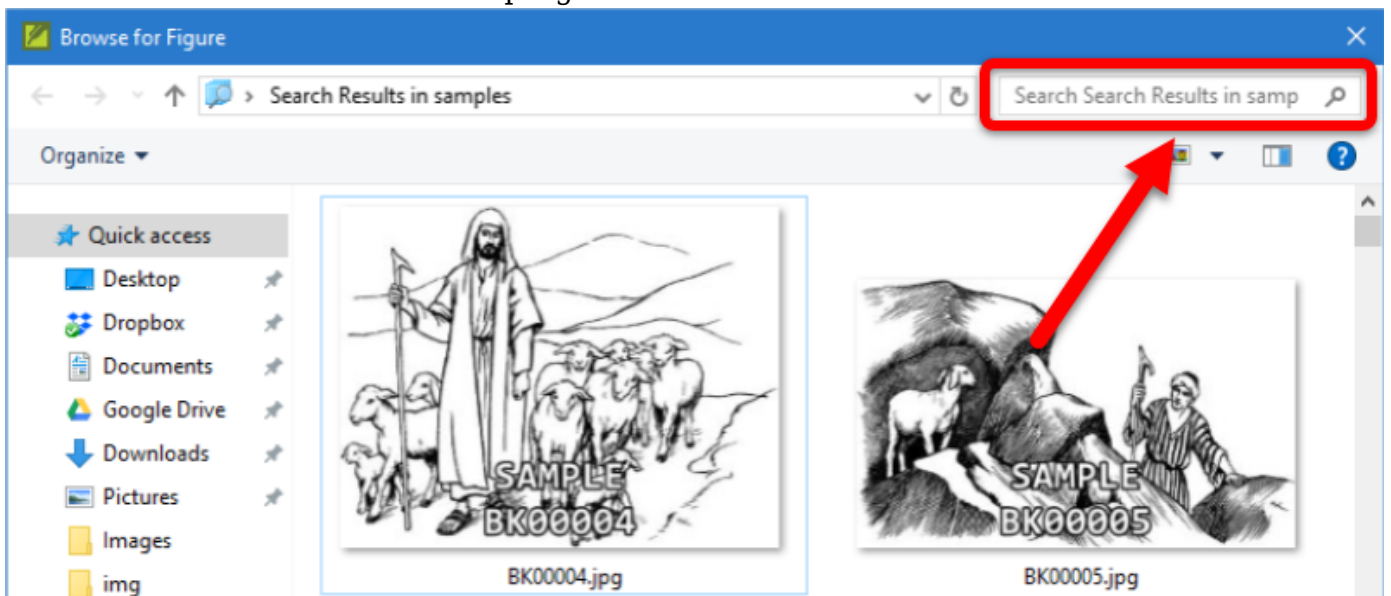 Browse for Figure
Search Results in samples
Search Search Results in samp
Organize
Quick access
Desktop
Dropbox
Documents
Google Drive
Downloads
Pictures
Images
img
SAMPLE
BK00004
BK00004.jpg
SAMPLE
BK00005
BK00005.jpg